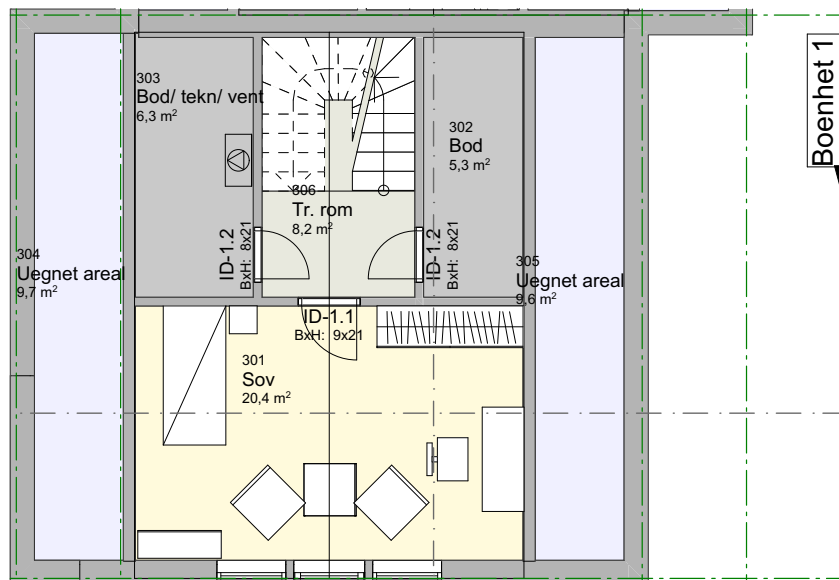 303
Bod/ tekn/ vent
6,3 m²
302
Bod
5,3 m²
306
Tr. rom
8,2 m²
ID-1.2
BxH: 8x21
ID-1.2
BxH: 8x21
304
Uegnet areal
9,7 m²
305
Uegnet areal
9,6 m²
ID-1.1
BxH: 9x21
301
Sov
20,4 m²
Boenhet 1